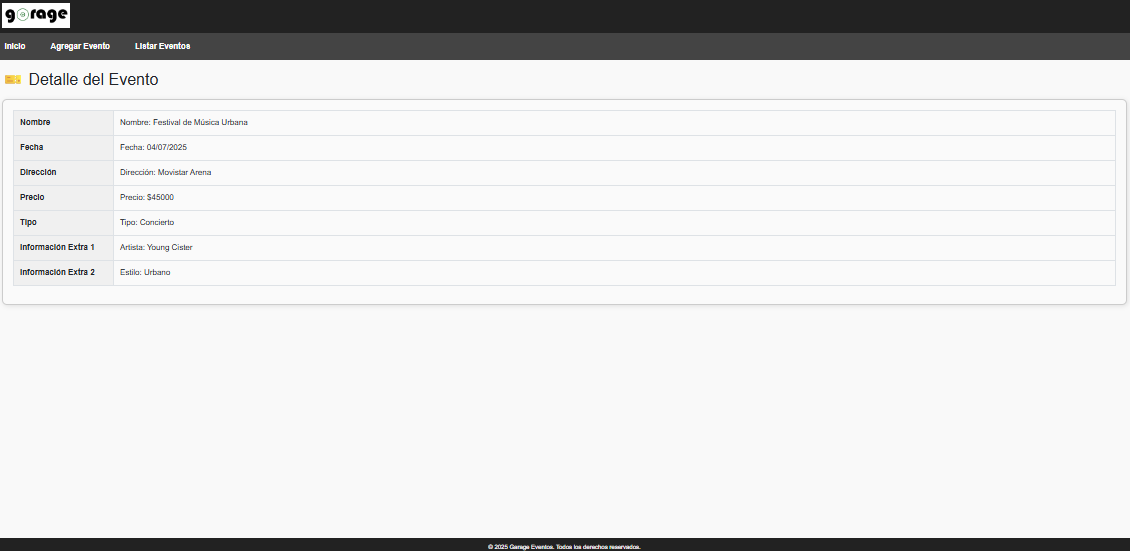 garage
Inicio Agregar Evento Listar Eventos
Detalle del Evento
Nombre Nombre: Festival de Música Urbana
Fecha Fecha: 04/07/2025
Dirección Dirección: Movistar Arena
Precio Precio: $45000
Tipo Tipo: Concierto
Información Extra 1 Artista: Young Cister
Información Extra 2 Estilo: Urbano
© 2025 Garage Eventos. Todos los derechos reservados.